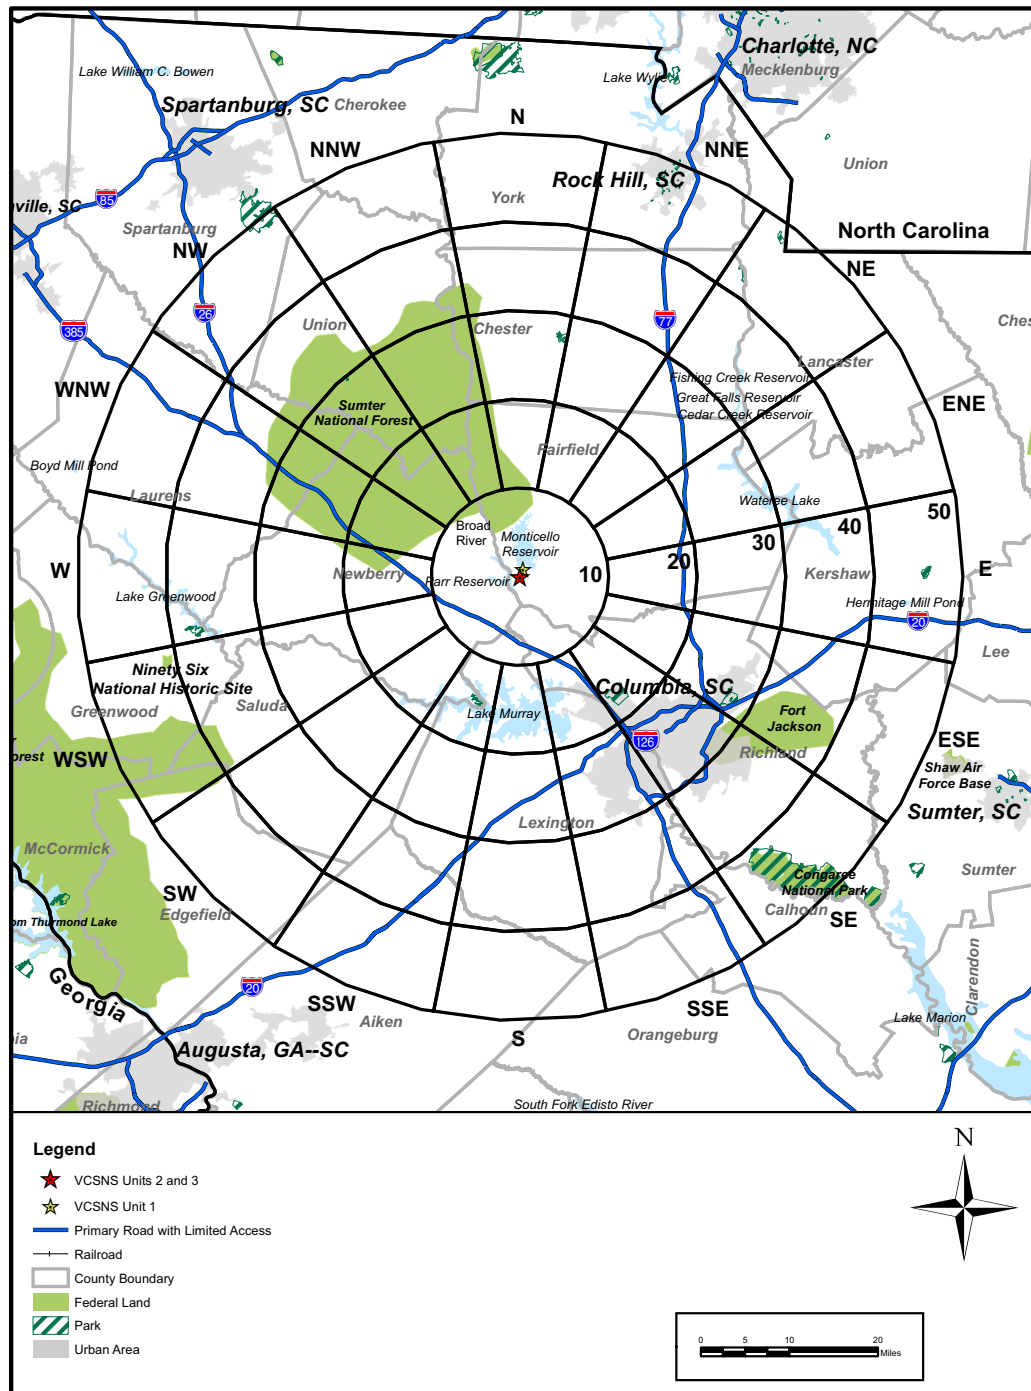 Charlotte, NC
Mecklenburg
Lake William C. Bowen
Lake Wylie
Spartanburg, SC
Cherokee
N
NNW
NNE
Union
Rock Hill, SC
85
York
ville, SC
Spartanburg
North Carolina
NW
NE
26
Union
Chester
77
385
Ches
Lancaster
WNW
Fishing Creek Reservoir
Great Falls Reservoir
Cedar Creek Reservoir
ENE
Sumter
National Forest
Fairfield
Boyd Mill Pond
Laurens
Wateree Lake
50
40
30
20
10
Broad
River
Monticello
Reservoir
W
Newberry
Parr Reservoir
Kershaw
E
Lake Greenwood
Hermitage Mill Pond
20
Lee
Ninety Six
National Historic Site
Columbia, SC
Greenwood
Saluda
Lake Murray
Fort
Jackson
126
Richland
ESE
orest
WSW
Shaw Air
Force Base
Sumter, SC
Lexington
McCormick
Congaree
National Park
Sumter
SW
Calhoun
Edgefield
SE
om Thurmond Lake
Georgia
20
SSW
SSE
Clarendon
Aiken
S
Orangeburg
Lake Marion
bia
Augusta, GA--SC
Richmond
South Fork Edisto River
Legend
VCSNS Units 2 and 3
VCSNS Unit 1
Primary Road with Limited Access
Railroad
County Boundary
Federal Land
Park
Urban Area
N
0 5 10 20
Miles